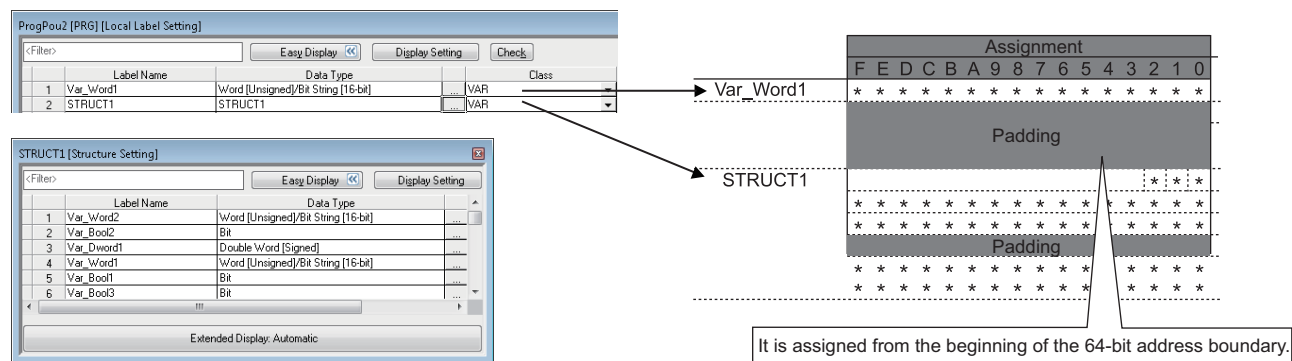 ProgPou2 [PRG] [Local Label Setting]
<Filter>
Easy Display
Display Setting
Check
Label Name Data Type Class
1 Var_Word1 Word [Unsigned]/Bit String [16-bit] ... VAR
2 STRUCT1 STRUCT1 ... VAR
STRUCT1 [Structure Setting]
<Filter>
Easy Display
Display Setting
Label Name Data Type
1 Var_Word2 Word [Unsigned]/Bit String [16-bit] ...
2 Var_Bool2 Bit ...
3 Var_Dword1 Double Word [Signed] ...
4 Var_Word1 Word [Unsigned]/Bit String [16-bit] ...
5 Var_Bool1 Bit ...
6 Var_Bool3 Bit ...
Extended Display: Automatic
Assignment
F E D C B A 9 8 7 6 5 4 3 2 1 0
Var_Word1 * * * * * * * * * * * * * * * *
Padding
STRUCT1 * * *
* * * * * * * * * * * * * * * *
* * * * * * * * * * * * * * * *
Padding
* * * * * * * * * * * * * * *
* * * * * * * * * * * * * * *
It is assigned from the beginning of the 64-bit address boundary.